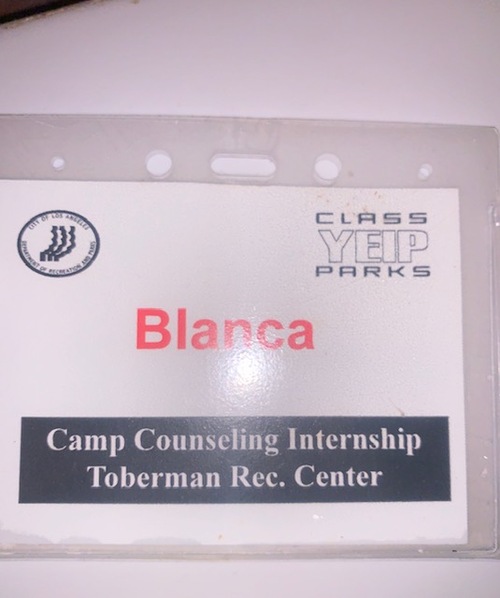 CITY OF LOS ANGELES
DEPARTMENT OF RECREATION AND PARKS
CLASS
YEIP
PARKS
Blanca
Camp Counseling Internship
Toberman Rec. Center